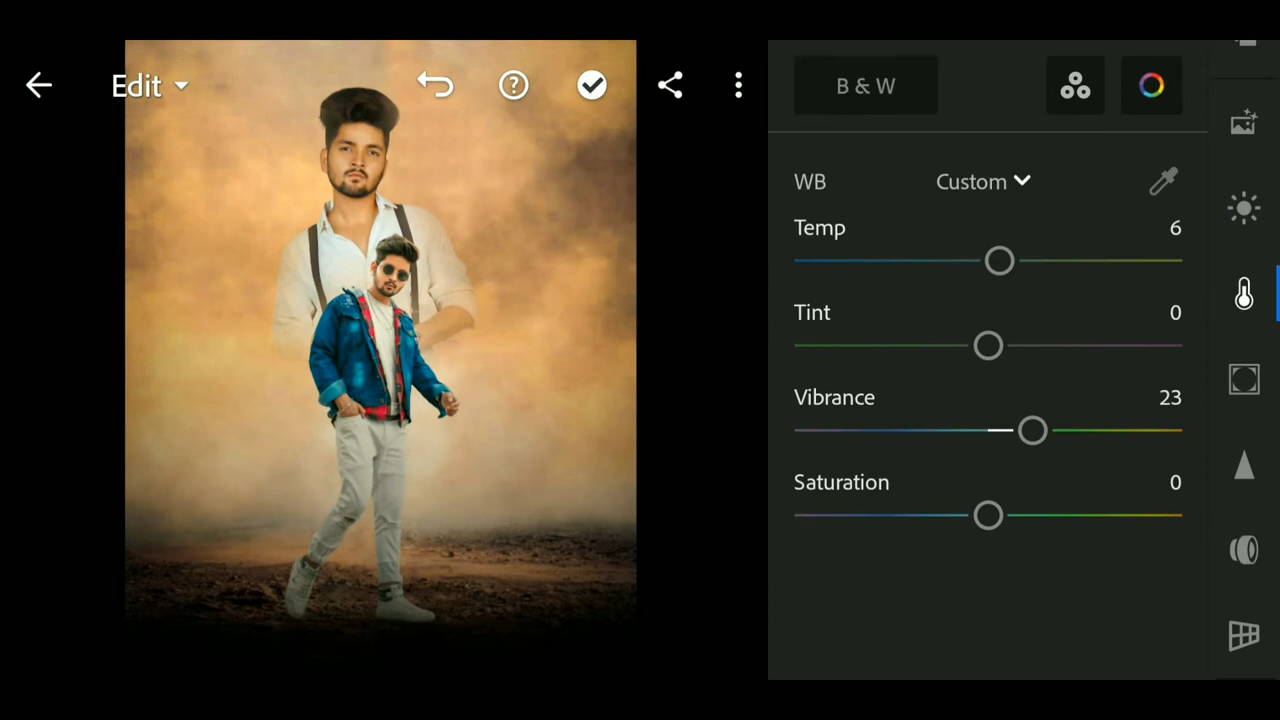 Edit
B & W
WB Custom
Temp 6
Tint 0
Vibrance 23
Saturation 0